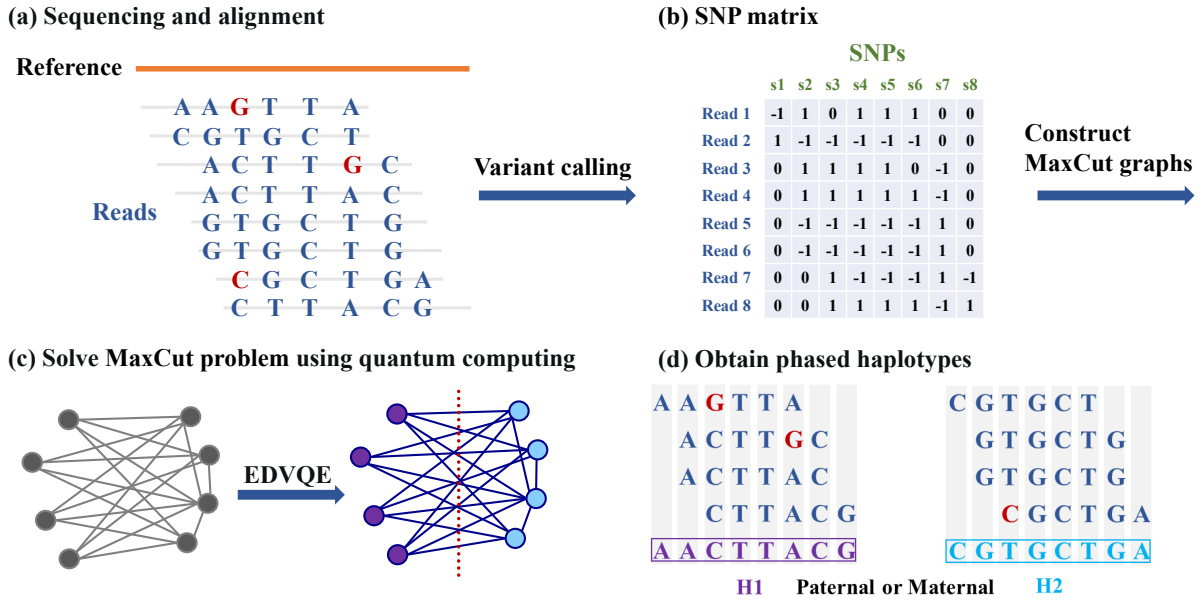 (a) Sequencing and alignment
Reference
A A G T T A
C G T G C T
A C T T G C
A C T T A C
G T G C T G
G T G C T G
C G C T G A
C T T A C G
Reads
Variant calling
(b) SNP matrix
SNPs
s1 s2 s3 s4 s5 s6 s7 s8
Read 1 -1 1 0 1 1 1 0 0
Read 2 1 -1 -1 -1 -1 -1 0 0
Read 3 0 1 1 1 1 0 -1 0
Read 4 0 1 1 1 1 1 -1 0
Read 5 0 -1 -1 -1 -1 -1 1 0
Read 6 0 -1 -1 -1 -1 -1 1 0
Read 7 0 0 1 -1 -1 -1 1 -1
Read 8 0 0 1 1 1 1 -1 1
Construct
MaxCut graphs
(c) Solve MaxCut problem using quantum computing
EDVQE
(d) Obtain phased haplotypes
A A G T T A
A C T T G C
A C T T A C
C T T A C G
A A C T T A C G
H1
Paternal or Maternal
C G T G C T
G T G C T G
G T G C T G
C G C T G A
C G T G C T G A
H2